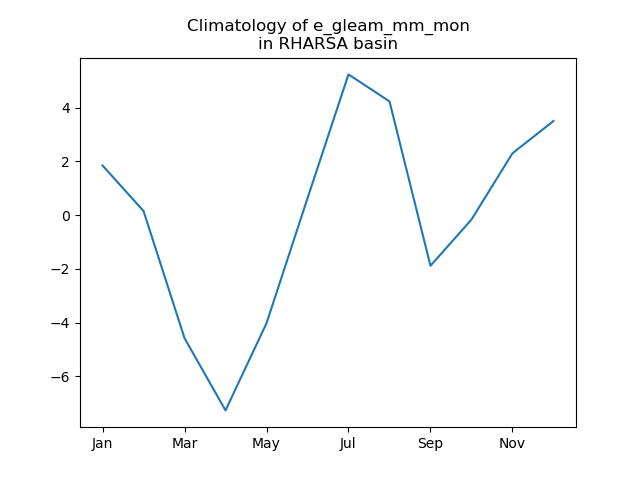 Climatology of e_gleam_mm_mon
in RHARSA basin
4
2
0
−2
−4
−6
Jan
Mar
May
Jul
Sep
Nov